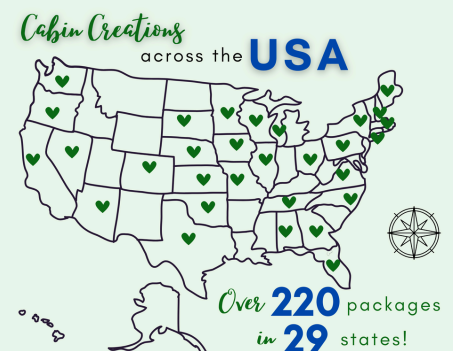 Cabin Creations
across the USA
Over 220 packages
in 29 states!